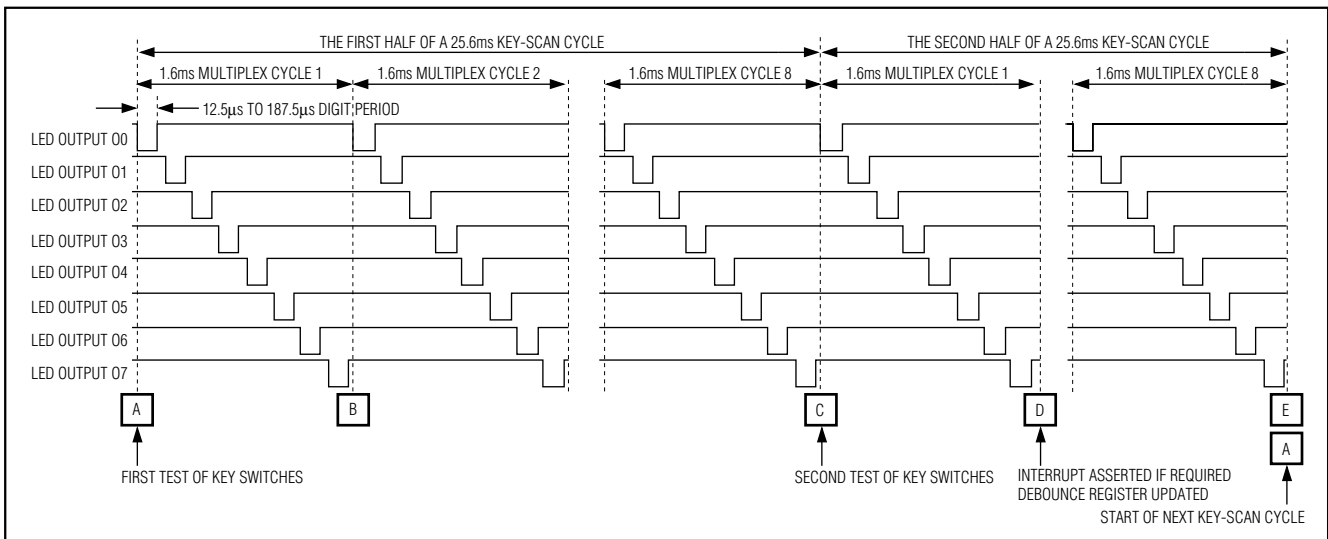 THE FIRST HALF OF A 25.6ms KEY-SCAN CYCLE
THE SECOND HALF OF A 25.6ms KEY-SCAN CYCLE
1.6ms MULTIPLEX CYCLE 1
1.6ms MULTIPLEX CYCLE 2
1.6ms MULTIPLEX CYCLE 8
1.6ms MULTIPLEX CYCLE 1
1.6ms MULTIPLEX CYCLE 8
12.5μs TO 187.5μs DIGIT PERIOD
LED OUTPUT O0
LED OUTPUT O1
LED OUTPUT O2
LED OUTPUT O3
LED OUTPUT O4
LED OUTPUT O5
LED OUTPUT O6
LED OUTPUT O7
A
B
C
D
E
A
FIRST TEST OF KEY SWITCHES
SECOND TEST OF KEY SWITCHES
INTERRUPT ASSERTED IF REQUIRED
DEBOUNCE REGISTER UPDATED
START OF NEXT KEY-SCAN CYCLE